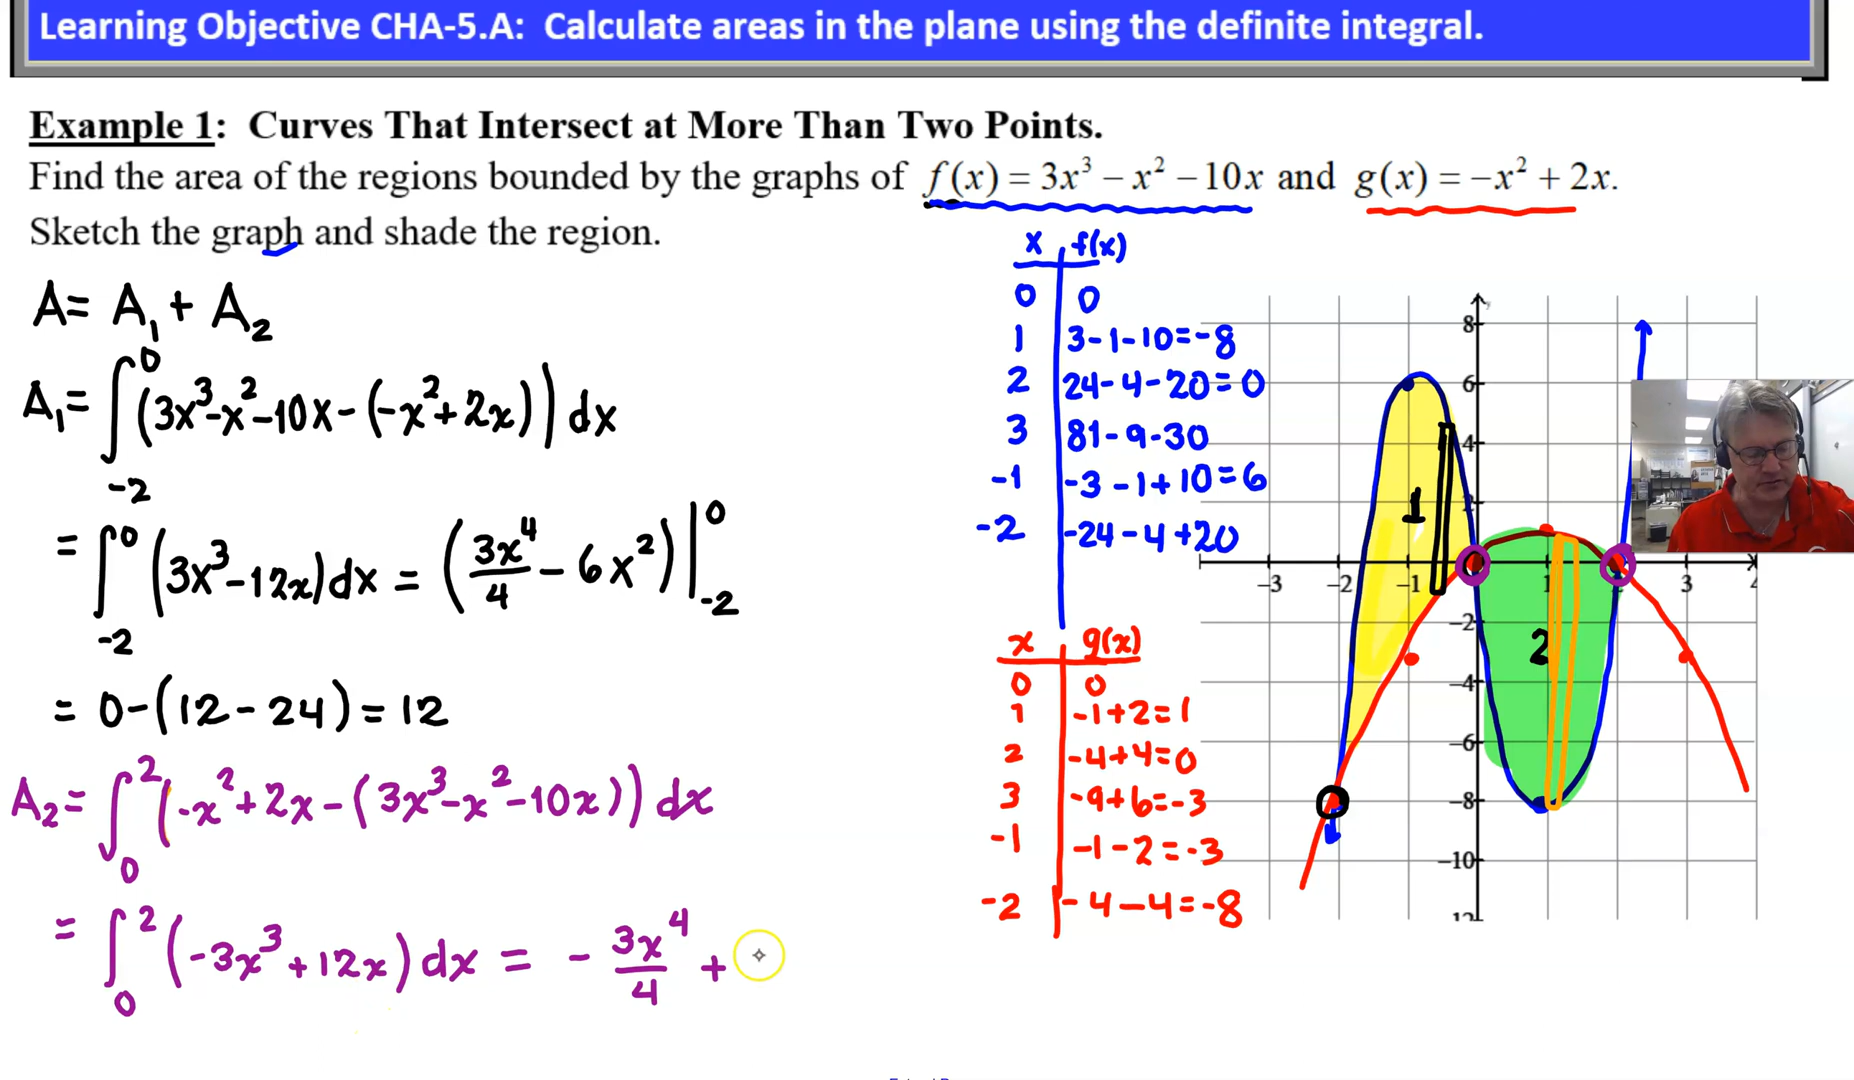 Learning Objective CHA-5.A: Calculate areas in the plane using the definite integral.
Example 1: Curves That Intersect at More Than Two Points.
Find the area of the regions bounded by the graphs of f(x) = 3x³ − x² − 10x and g(x) = −x² + 2x.
Sketch the graph and shade the region.
A = A₁ + A₂
A₁ = ∫₋₂⁰ (3x³ - x² - 10x - (-x² + 2x)) dx
= ∫₋₂⁰ (3x³ - 12x) dx = (3x⁴/4 - 6x²)|₋₂⁰
= 0 - (12 - 24) = 12
A₂ = ∫₀² (-x² + 2x - (3x³ - x² - 10x)) dx
= ∫₀² (-3x³ + 12x) dx = - 3x⁴/4 +
x f(x)
0 0
1 3 - 1 - 10 = -8
2 24 - 4 - 20 = 0
3 81 - 9 - 30
-1 -3 - 1 + 10 = 6
-2 -24 - 4 + 20
x g(x)
0 0
1 -1 + 2 = 1
2 -4 + 4 = 0
3 -9 + 6 = -3
-1 -1 - 2 = -3
-2 -4 - 4 = -8
y
8
6
4
2
x
−3 −2 −1 1 2 3
−2
−4
−6
−8
−10
1
2